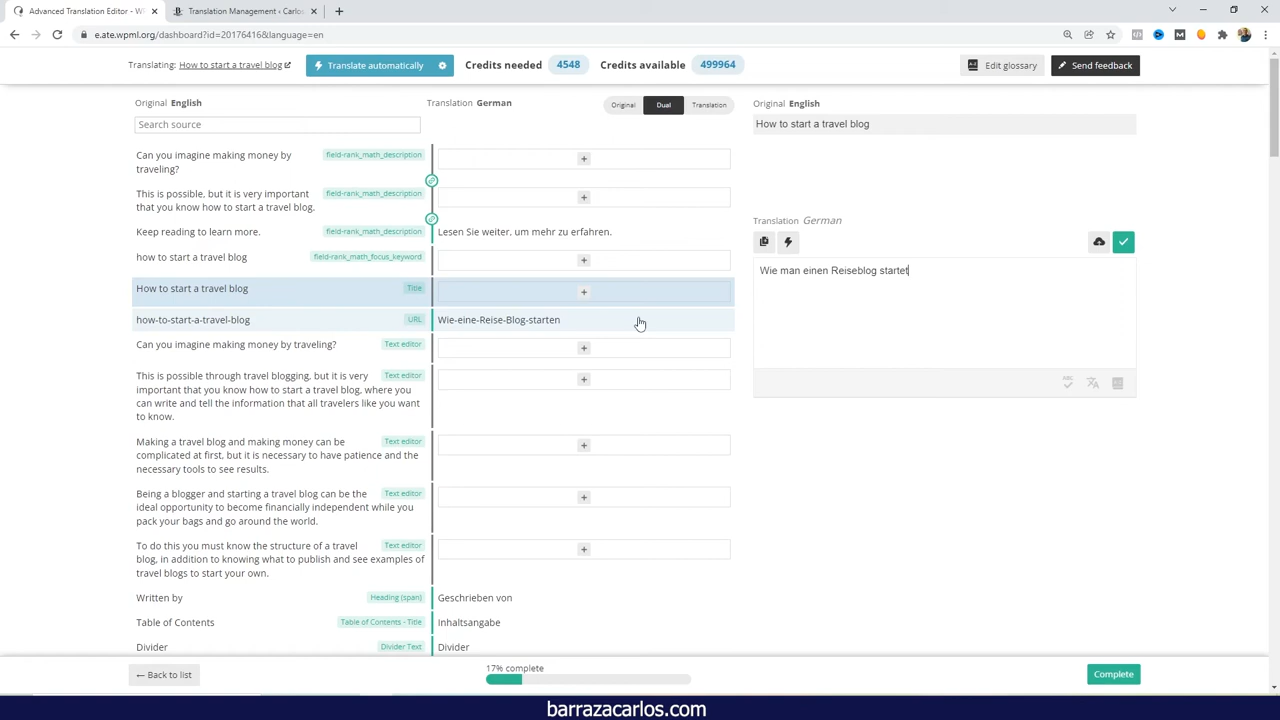 Advanced Translation Editor - WP
Translation Management ‹ Carlos
e.ate.wpml.org/dashboard?id=20176416&language=en
Translating: How to start a travel blog
Translate automatically
Credits needed 4548 Credits available 499964
Edit glossary
Send feedback
Original English
Translation German
Original
Dual
Translation
Search source
Can you imagine making money by
traveling?
field-rank_math_description
This is possible, but it is very important
that you know how to start a travel blog.
field-rank_math_description
Keep reading to learn more.
field-rank_math_description
Lesen Sie weiter, um mehr zu erfahren.
how to start a travel blog
field-rank_math_focus_keyword
How to start a travel blog
Title
how-to-start-a-travel-blog
URL
Wie-eine-Reise-Blog-starten
Can you imagine making money by traveling?
Text editor
This is possible through travel blogging, but it is very
important that you know how to start a travel blog, where you
can write and tell the information that all travelers like you want
to know.
Text editor
Making a travel blog and making money can be
complicated at first, but it is necessary to have patience and the
necessary tools to see results.
Text editor
Being a blogger and starting a travel blog can be the
ideal opportunity to become financially independent while you
pack your bags and go around the world.
Text editor
To do this you must know the structure of a travel
blog, in addition to knowing what to publish and see examples of
travel blogs to start your own.
Text editor
Written by
Heading (span)
Geschrieben von
Table of Contents
Table of Contents - Title
Inhaltsangabe
Divider
Divider Text
Divider
Original English
How to start a travel blog
Translation German
Wie man einen Reiseblog startet
ABC
← Back to list
17% complete
Complete
barrazacarlos.com